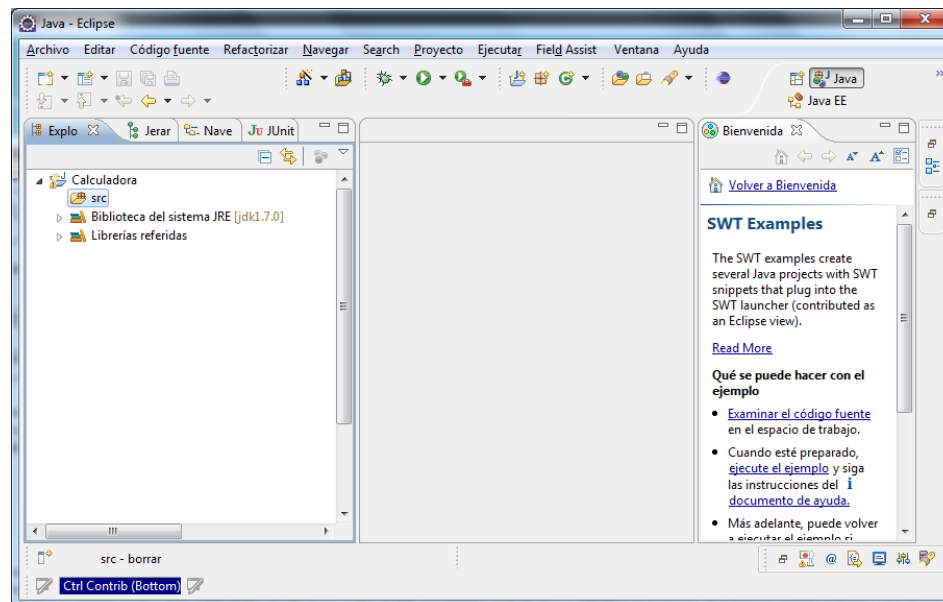 Java - Eclipse
Archivo Editar Código fuente Refactorizar Navegar Search Proyecto Ejecutar Field Assist Ventana Ayuda
Java
Java EE
Explo Jerar Nave JUnit
Bienvenida
Calculadora
src
Biblioteca del sistema JRE [jdk1.7.0]
Librerías referidas
Volver a Bienvenida
SWT Examples
The SWT examples create
several Java projects with SWT
snippets that plug into the
SWT launcher (contributed as
an Eclipse view).
Read More
Qué se puede hacer con el
ejemplo
Examinar el código fuente
en el espacio de trabajo.
Cuando esté preparado,
ejecute el ejemplo y siga
las instrucciones del
documento de ayuda.
Más adelante, puede volver
a ejecutar el ejemplo si
src - borrar
Ctrl Contrib (Bottom)